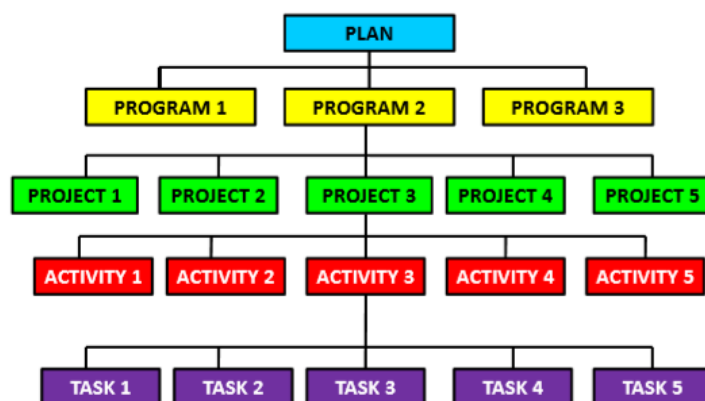 PLAN
PROGRAM 1 PROGRAM 2 PROGRAM 3
PROJECT 1 PROJECT 2 PROJECT 3 PROJECT 4 PROJECT 5
ACTIVITY 1 ACTIVITY 2 ACTIVITY 3 ACTIVITY 4 ACTIVITY 5
TASK 1 TASK 2 TASK 3 TASK 4 TASK 5